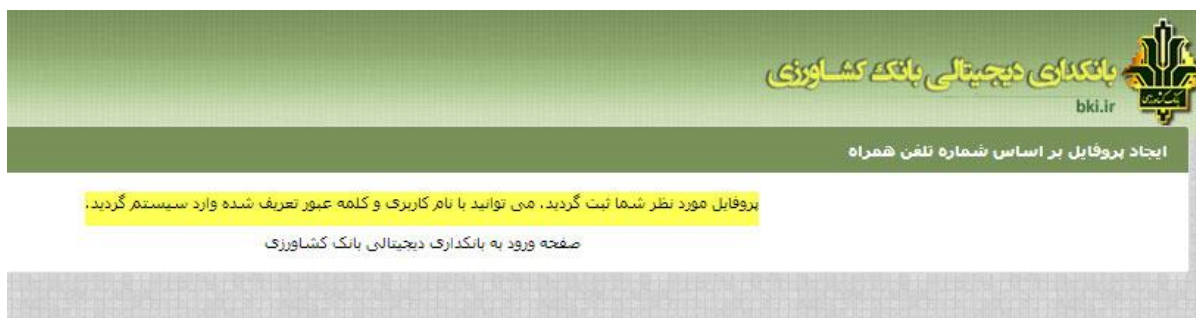 بانکداری دیجیتالی بانک کشاورزی
bki.ir
بانک کشاورزی
ایجاد پروفایل بر اساس شماره تلفن همراه
پروفایل مورد نظر شما ثبت گردید، می توانید با نام کاربری و کلمه عبور تعریف شده وارد سیستم گردید.
صفحه ورود به بانکداری دیجیتالی بانک کشاورزی